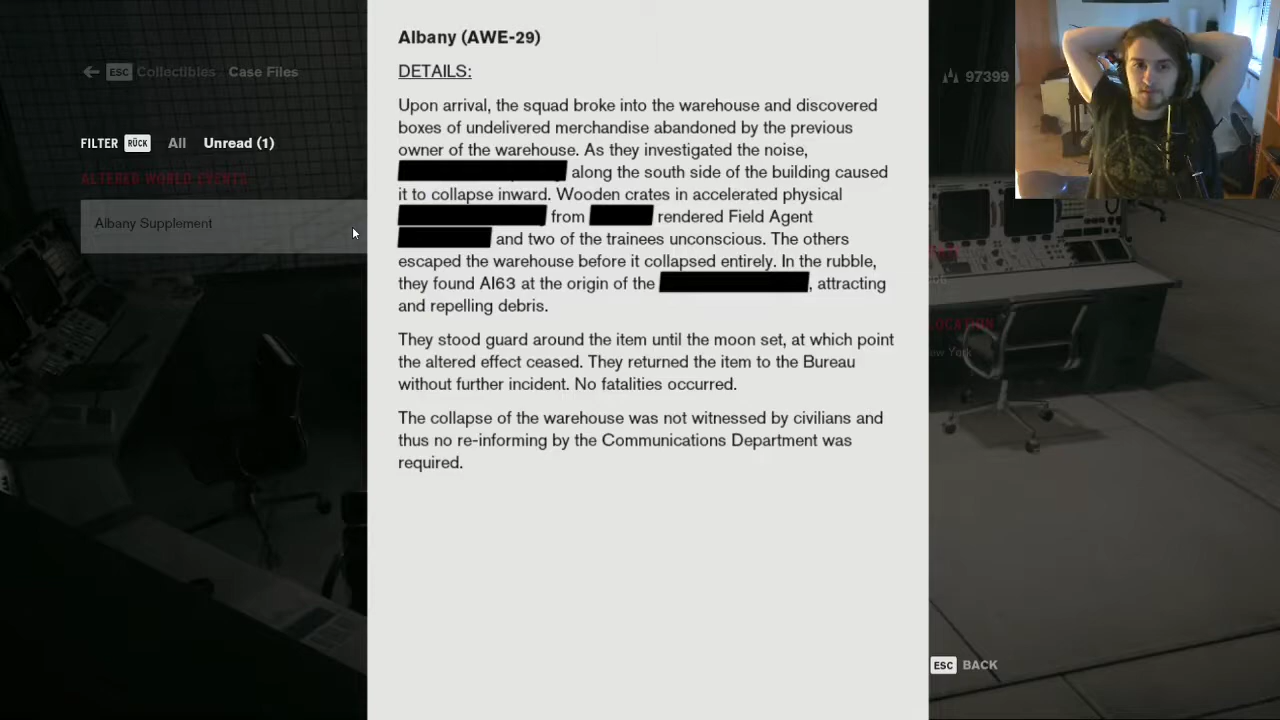 Albany (AWE-29)
DETAILS:
Upon arrival, the squad broke into the warehouse and discovered
boxes of undelivered merchandise abandoned by the previous
owner of the warehouse. As they investigated the noise,
along the south side of the building caused
it to collapse inward. Wooden crates in accelerated physical
from rendered Field Agent
and two of the trainees unconscious. The others
escaped the warehouse before it collapsed entirely. In the rubble,
they found AI63 at the origin of the , attracting
and repelling debris.
They stood guard around the item until the moon set, at which point
the altered effect ceased. They returned the item to the Bureau
without further incident. No fatalities occurred.
The collapse of the warehouse was not witnessed by civilians and
thus no re-informing by the Communications Department was
required.
ESC Collectibles Case Files
FILTER RÜCK All Unread (1)
ALTERED WORLD EVENTS
Albany Supplement
97399
LOCATION
ew York
ESC BACK